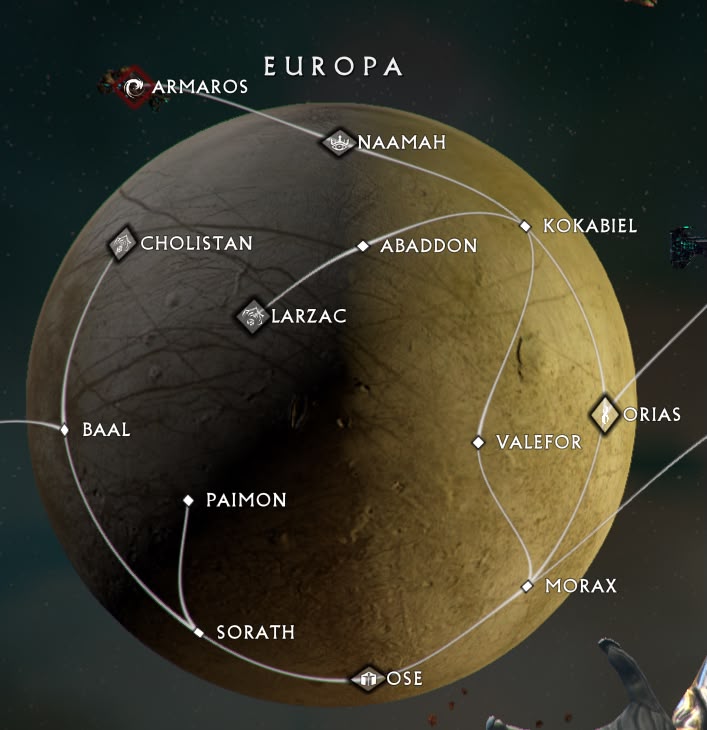 EUROPA
ARMAROS
NAAMAH
KOKABIEL
CHOLISTAN
ABADDON
LARZAC
ORIAS
BAAL
VALEFOR
PAIMON
MORAX
SORATH
OSE